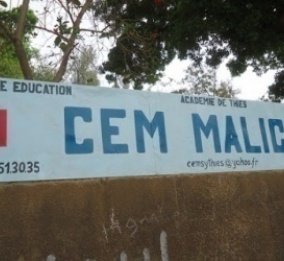 E EDUCATION
ACADEMIE DE THIES
CEM MALIC
513035
cemsythies@yahoo.fr